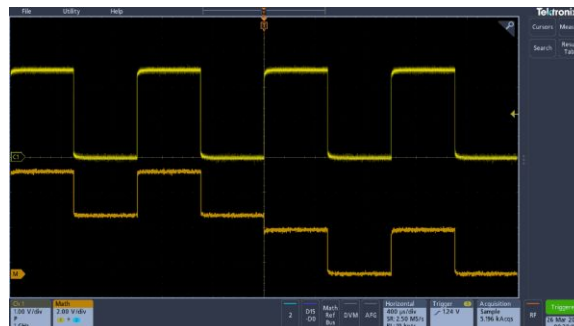 File Utility Help
Tektronix
Cursors Meas
Search
C1
M
Ch 1
1.00 V/div
Math
2.00 V/div
2
D15
-D0
Math
Ref
Bus
DVM
AFG
Horizontal
400 µs/div
SR: 2.50 MS/s
Trigger
1.24 V
Acquisition
Sample
5.196 kAcqs
RF
Triggered
26 Mar